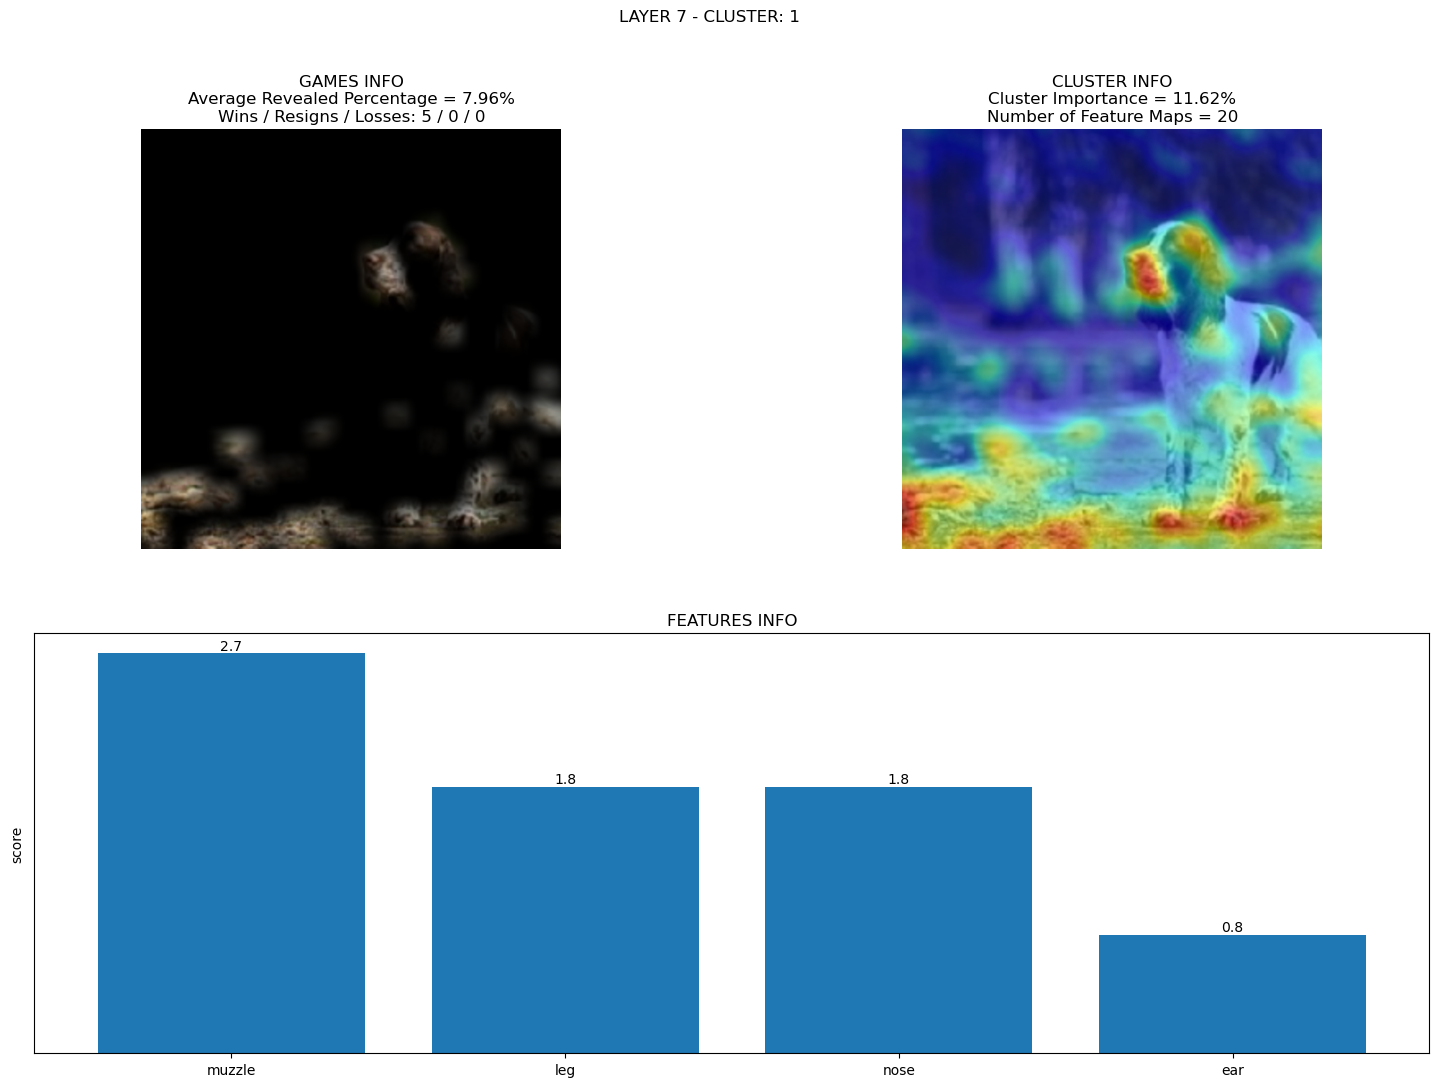 LAYER 7 - CLUSTER: 1
GAMES INFO
Average Revealed Percentage = 7.96%
Wins / Resigns / Losses: 5 / 0 / 0
CLUSTER INFO
Cluster Importance = 11.62%
Number of Feature Maps = 20
FEATURES INFO
score
2.7
1.8
1.8
0.8
muzzle
leg
nose
ear